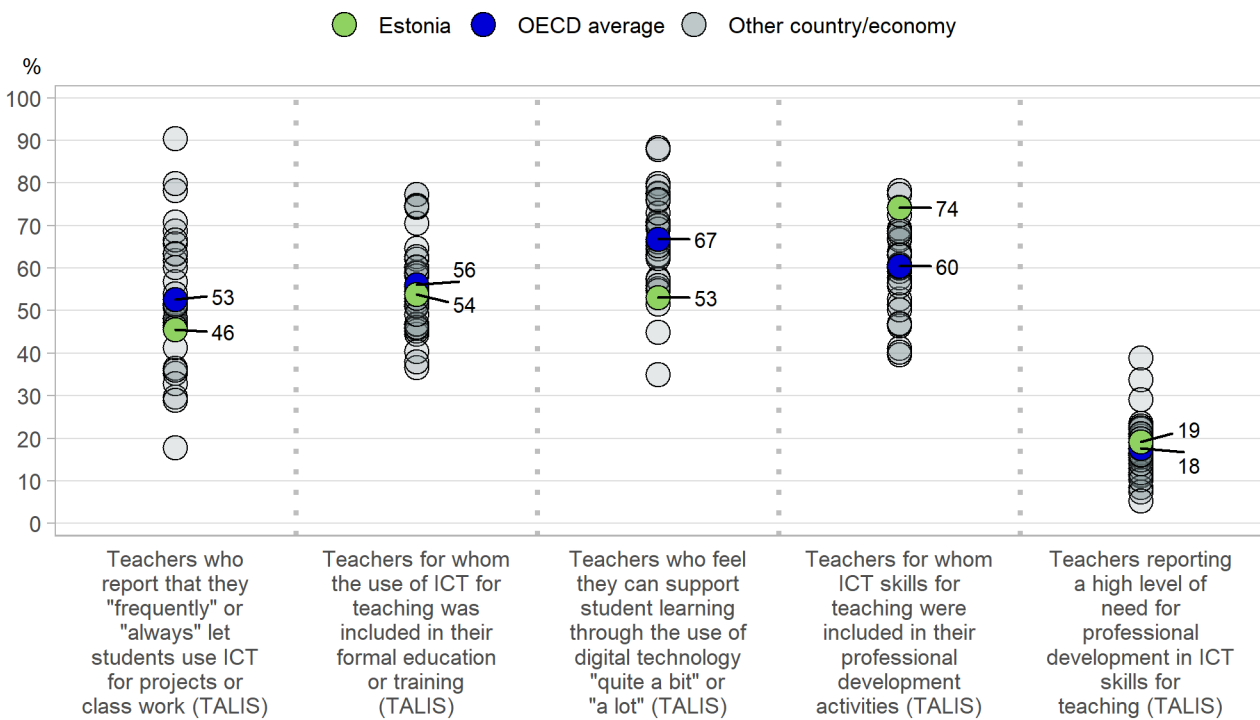 Estonia OECD average Other country/economy
%
100
90
80
70
60
50
40
30
20
10
0
53
46
56
54
67
53
74
60
19
18
Teachers who
report that they
"frequently" or
"always" let
students use ICT
for projects or
class work (TALIS)
Teachers for whom
the use of ICT for
teaching was
included in their
formal education
or training
(TALIS)
Teachers who feel
they can support
student learning
through the use of
digital technology
"quite a bit" or
"a lot" (TALIS)
Teachers for whom
ICT skills for
teaching were
included in their
professional
development
activities (TALIS)
Teachers reporting
a high level of
need for
professional
development in ICT
skills for
teaching (TALIS)